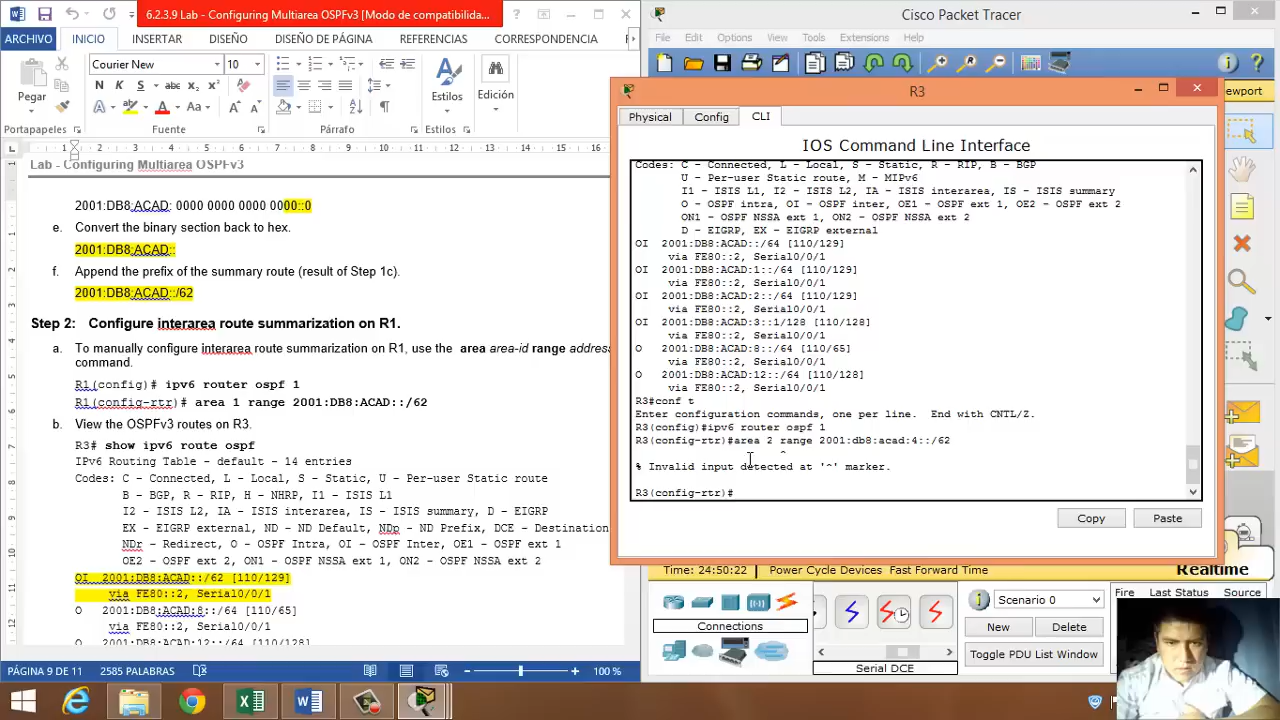 6.2.3.9 Lab - Configuring Multiarea OSPFv3 [Modo de compatibilida...
ARCHIVO INICIO INSERTAR DISEÑO DISEÑO DE PÁGINA REFERENCIAS CORRESPONDENCIA
Courier New 10
Pegar
N K S abc x₂ x²
Estilos
Edición
Portapapeles Fuente Párrafo Estilos
Lab - Configuring Multiarea OSPFv3
2001:DB8:ACAD: 0000 0000 0000 0000::0
e. Convert the binary section back to hex.
2001:DB8:ACAD::
f. Append the prefix of the summary route (result of Step 1c).
2001:DB8:ACAD::/62
Step 2: Configure interarea route summarization on R1.
a. To manually configure interarea route summarization on R1, use the area area-id range address
command.
R1(config)# ipv6 router ospf 1
R1(config-rtr)# area 1 range 2001:DB8:ACAD::/62
b. View the OSPFv3 routes on R3.
R3# show ipv6 route ospf
IPv6 Routing Table - default - 14 entries
Codes: C - Connected, L - Local, S - Static, U - Per-user Static route
B - BGP, R - RIP, H - NHRP, I1 - ISIS L1
I2 - ISIS L2, IA - ISIS interarea, IS - ISIS summary, D - EIGRP
EX - EIGRP external, ND - ND Default, NDp - ND Prefix, DCE - Destination
NDr - Redirect, O - OSPF Intra, OI - OSPF Inter, OE1 - OSPF ext 1
OE2 - OSPF ext 2, ON1 - OSPF NSSA ext 1, ON2 - OSPF NSSA ext 2
OI 2001:DB8:ACAD::/62 [110/129]
via FE80::2, Serial0/0/1
O 2001:DB8:ACAD:8::/64 [110/65]
via FE80::2, Serial0/0/1
O 2001:DB8:ACAD:12::/64 [110/128]
PÁGINA 9 DE 11 2585 PALABRAS 100 %
Cisco Packet Tracer
File Edit Options View Tools Extensions Help
R3
Physical Config CLI
IOS Command Line Interface
Codes: C - Connected, L - Local, S - Static, R - RIP, B - BGP
U - Per-user Static route, M - MIPv6
I1 - ISIS L1, I2 - ISIS L2, IA - ISIS interarea, IS - ISIS summary
O - OSPF intra, OI - OSPF inter, OE1 - OSPF ext 1, OE2 - OSPF ext 2
ON1 - OSPF NSSA ext 1, ON2 - OSPF NSSA ext 2
D - EIGRP, EX - EIGRP external
OI 2001:DB8:ACAD::/64 [110/129]
via FE80::2, Serial0/0/1
OI 2001:DB8:ACAD:1::/64 [110/129]
via FE80::2, Serial0/0/1
OI 2001:DB8:ACAD:2::/64 [110/129]
via FE80::2, Serial0/0/1
OI 2001:DB8:ACAD:3::1/128 [110/128]
via FE80::2, Serial0/0/1
O 2001:DB8:ACAD:8::/64 [110/65]
via FE80::2, Serial0/0/1
O 2001:DB8:ACAD:12::/64 [110/128]
via FE80::2, Serial0/0/1
R3#conf t
Enter configuration commands, one per line. End with CNTL/Z.
R3(config)#ipv6 router ospf 1
R3(config-rtr)#area 2 range 2001:db8:acad:4::/62
^
% Invalid input detected at '^' marker.
R3(config-rtr)#
Copy Paste
ewport
Time: 24:50:22 Power Cycle Devices Fast Forward Time Realtime
Connections
Serial DCE
Scenario 0
New Delete
Toggle PDU List Window
Fire Last Status Source